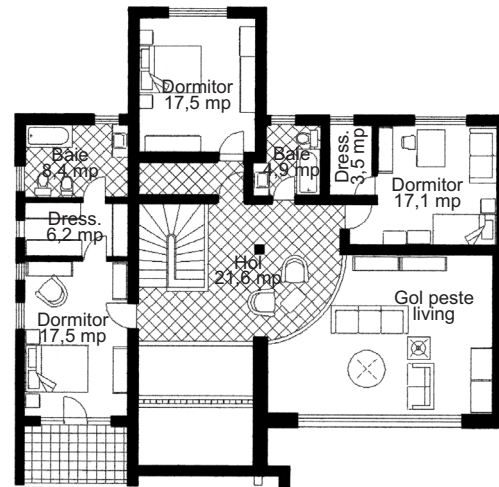 Dormitor
17,5 mp
Baie
8,4 mp
Baie
4,9 mp
Dress.
3,5 mp
Dormitor
17,1 mp
Dress.
6,2 mp
Hol
21,6 mp
Gol peste
living
Dormitor
17,5 mp